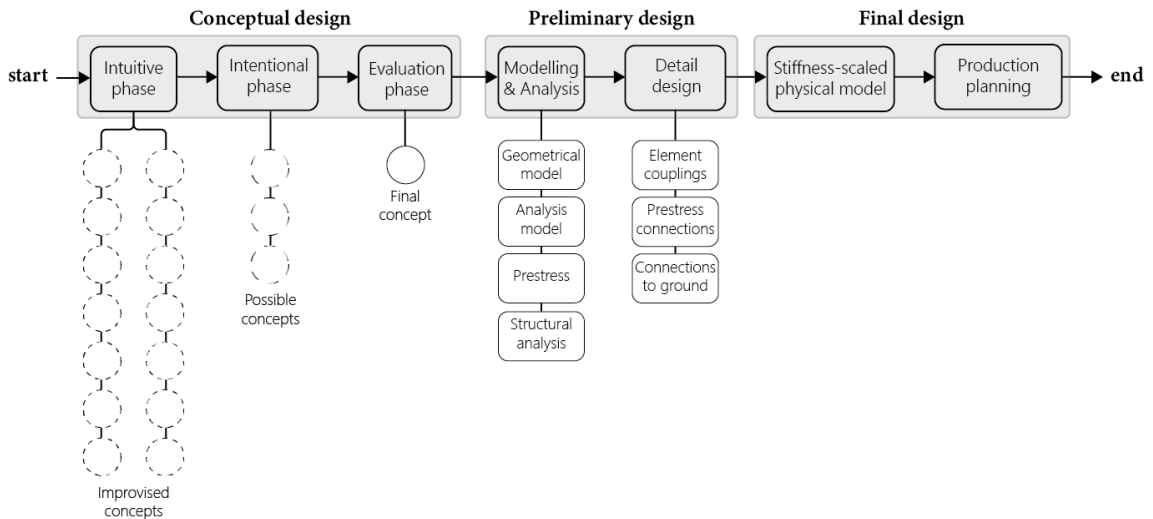 Conceptual design
Preliminary design
Final design
start
Intuitive
phase
Intentional
phase
Evaluation
phase
Modelling
& Analysis
Detail
design
Stiffness-scaled
physical model
Production
planning
end
Geometrical
model
Analysis
model
Prestress
Structural
analysis
Element
couplings
Prestress
connections
Connections
to ground
Final
concept
Possible
concepts
Improvised
concepts